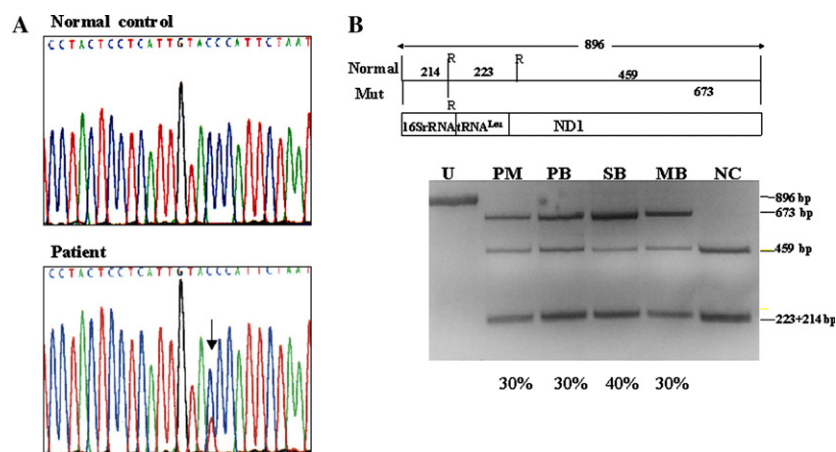 A
Normal control
CCTACTCCTCATTGTACCCATTCTAAT
Patient
CCTACTCCTCATTGTACCCATTCTAAT
B
896
R R
Normal 214 223 459
Mut 673
R
16SrRNA tRNALeu ND1
U PM PB SB MB NC
896 bp
673 bp
459 bp
223+214 bp
30% 30% 40% 30%